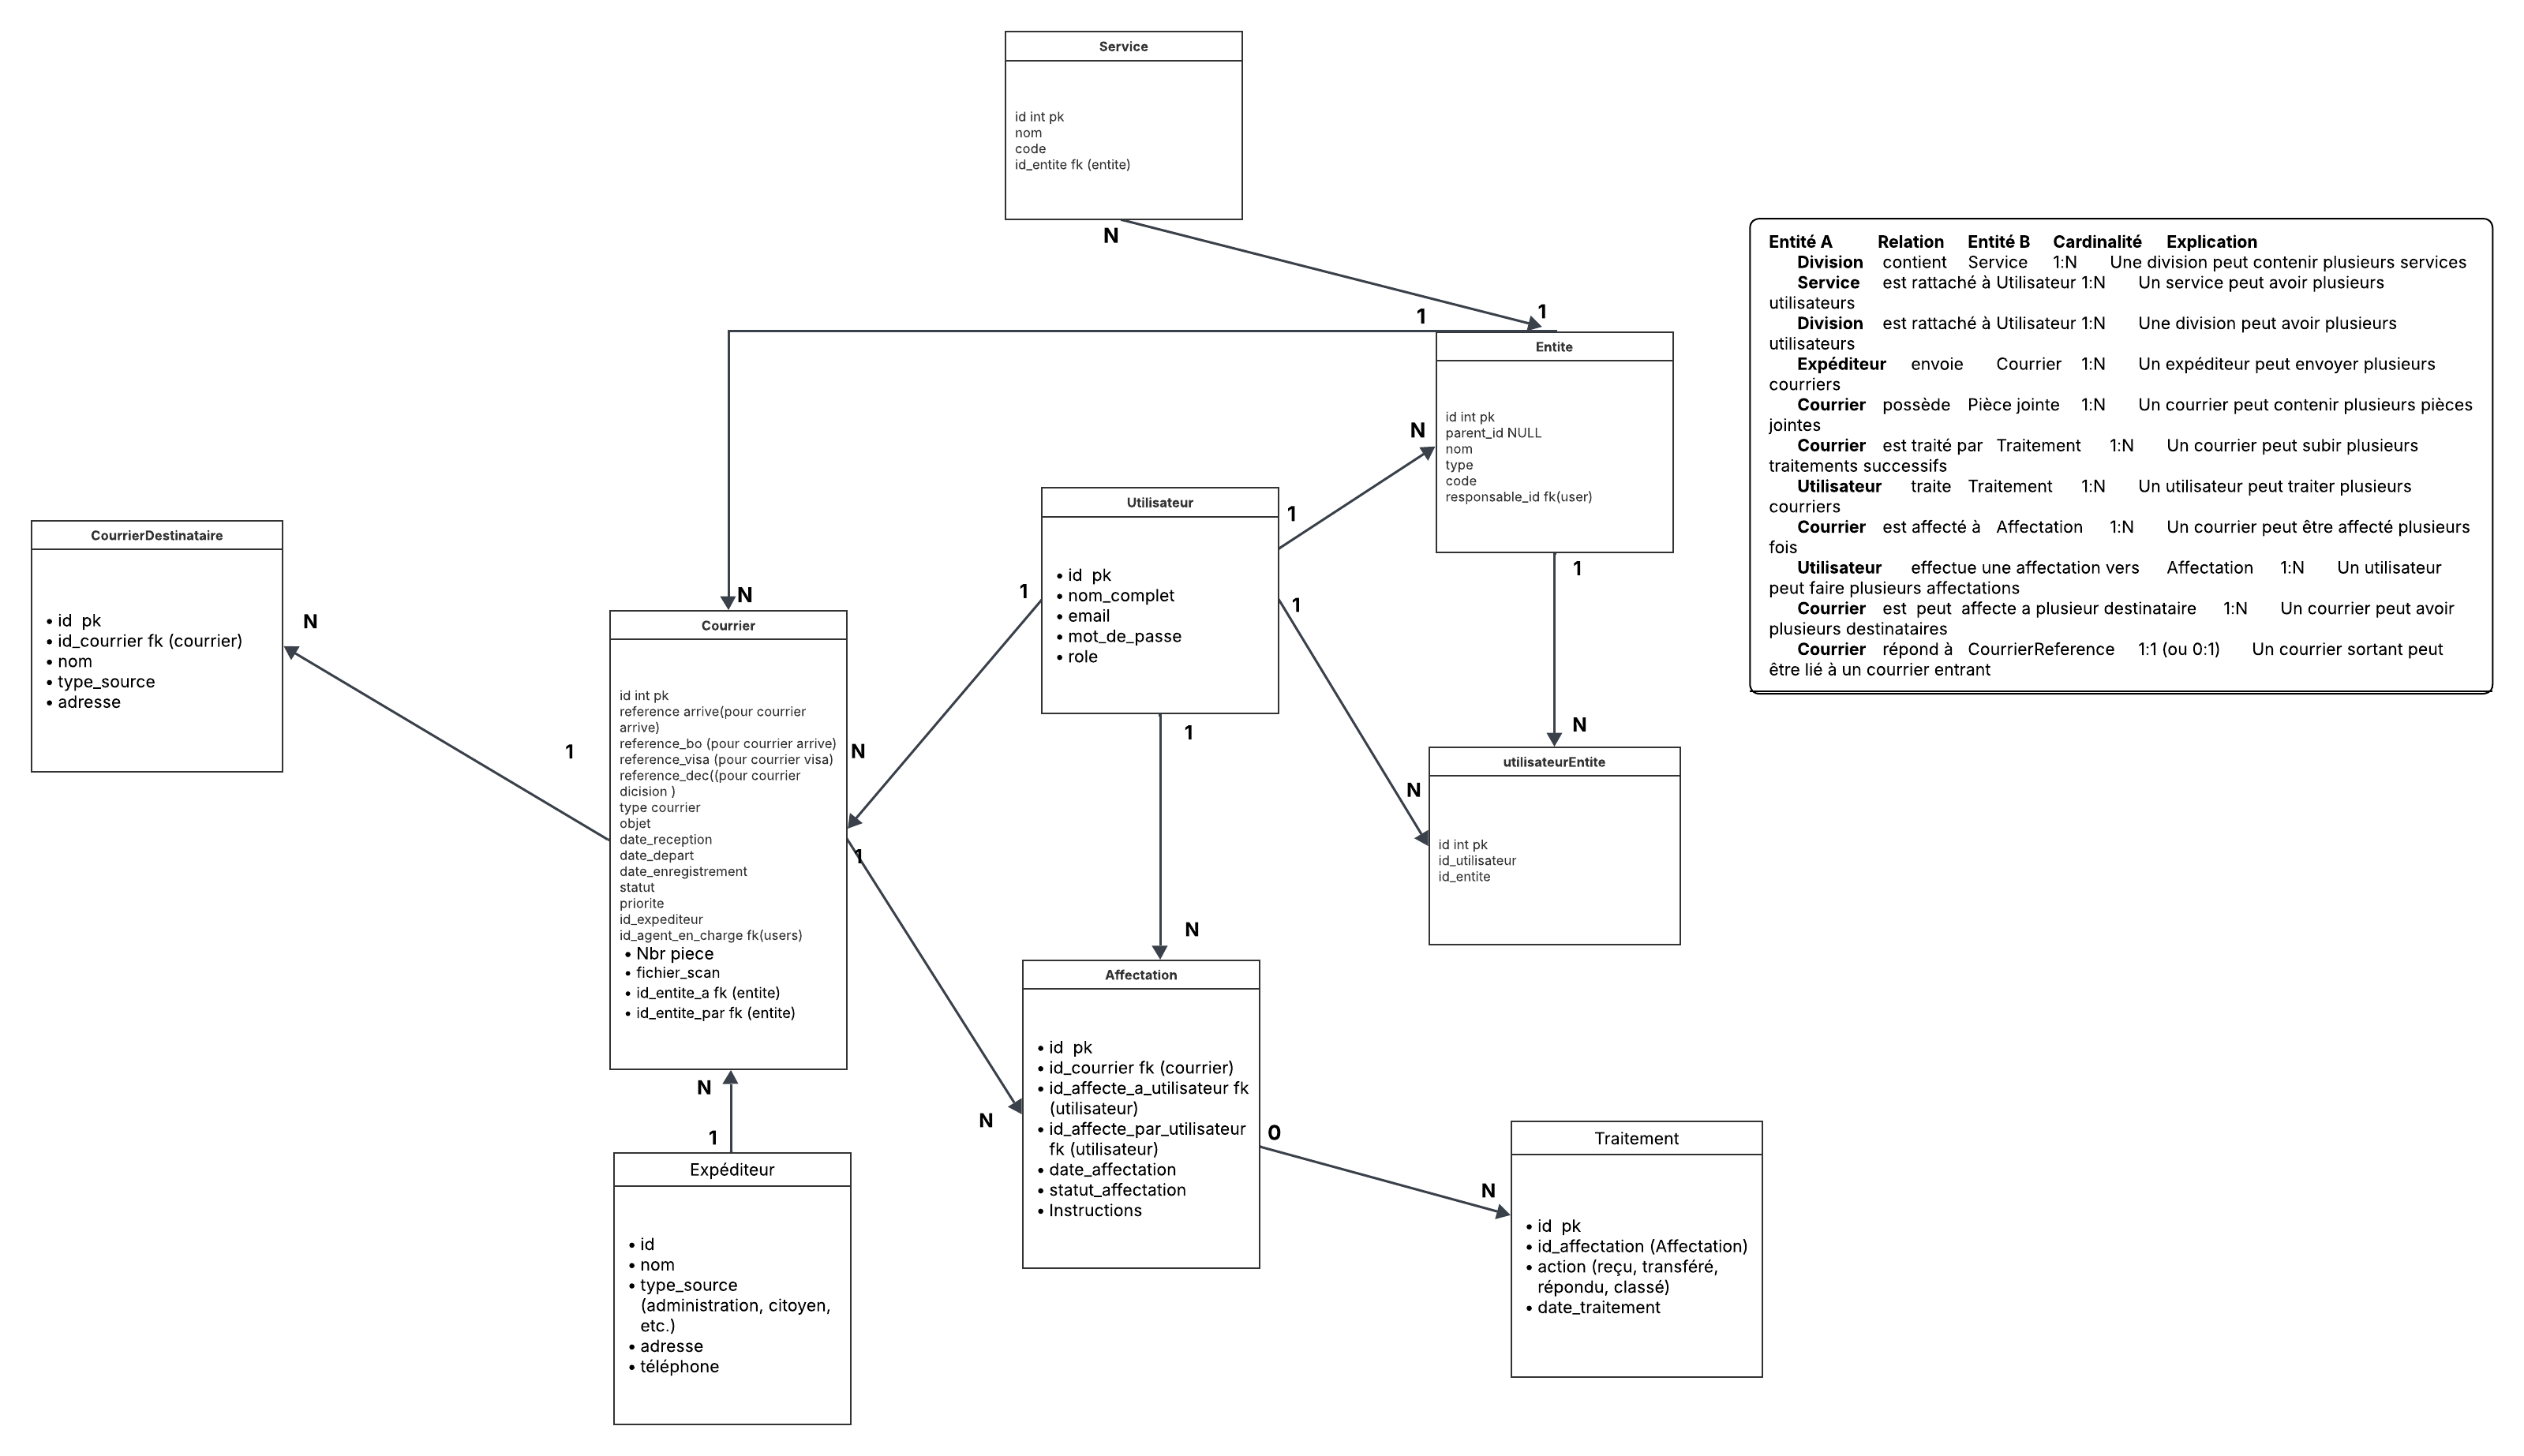 Service
id int pk
nom
code
id_entite fk (entite)
N
1
1
Entite
id int pk
parent_id NULL
nom
type
code
responsable_id fk(user)
N
1
Entité A Relation Entité B Cardinalité Explication
Division contient Service 1:N Une division peut contenir plusieurs services
Service est rattaché à Utilisateur 1:N Un service peut avoir plusieurs
utilisateurs
Division est rattaché à Utilisateur 1:N Une division peut avoir plusieurs
utilisateurs
Expéditeur envoie Courrier 1:N Un expéditeur peut envoyer plusieurs
courriers
Courrier possède Pièce jointe 1:N Un courrier peut contenir plusieurs pièces
jointes
Courrier est traité par Traitement 1:N Un courrier peut subir plusieurs
traitements successifs
Utilisateur traite Traitement 1:N Un utilisateur peut traiter plusieurs
courriers
Courrier est affecté à Affectation 1:N Un courrier peut être affecté plusieurs
fois
Utilisateur effectue une affectation vers Affectation 1:N Un utilisateur
peut faire plusieurs affectations
Courrier est peut affecte a plusieur destinataire 1:N Un courrier peut avoir
plusieurs destinataires
Courrier répond à CourrierReference 1:1 (ou 0:1) Un courrier sortant peut
être lié à un courrier entrant
Utilisateur
• id pk
• nom_complet
• email
• mot_de_passe
• role
1
1
1
1
N
CourrierDestinataire
• id pk
• id_courrier fk (courrier)
• nom
• type_source
• adresse
N
1
N
Courrier
id int pk
reference arrive(pour courrier
arrive)
reference_bo (pour courrier arrive)
reference_visa (pour courrier visa)
reference_dec((pour courrier
dicision )
type courrier
objet
date_reception
date_depart
date_enregistrement
statut
priorite
id_expediteur
id_agent_en_charge fk(users)
• Nbr piece
• fichier_scan
• id_entite_a fk (entite)
• id_entite_par fk (entite)
N
1
utilisateurEntite
id int pk
id_utilisateur
id_entite
N
N
Affectation
• id pk
• id_courrier fk (courrier)
• id_affecte_a_utilisateur fk
(utilisateur)
• id_affecte_par_utilisateur
fk (utilisateur)
• date_affectation
• statut_affectation
• Instructions
N
N
1
Expéditeur
• id
• nom
• type_source
(administration, citoyen,
etc.)
• adresse
• téléphone
0
N
Traitement
• id pk
• id_affectation (Affectation)
• action (reçu, transféré,
répondu, classé)
• date_traitement